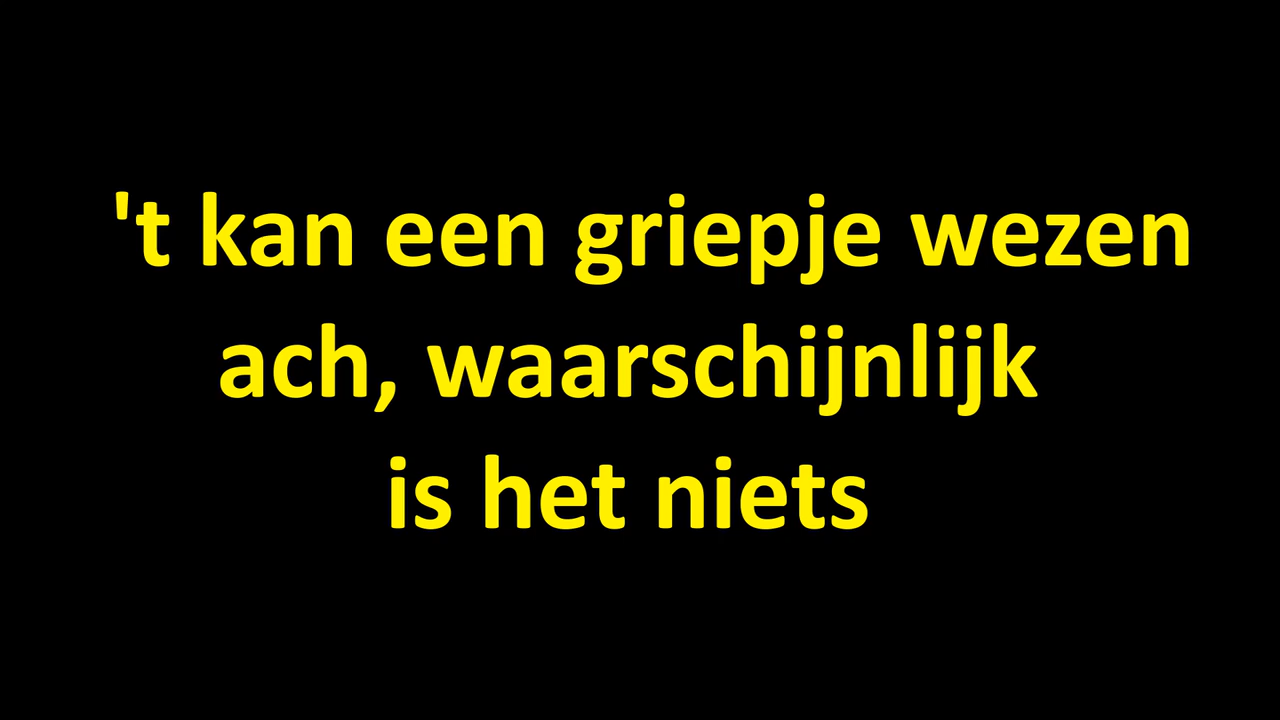 't kan een griepje wezen
ach, waarschijnlijk
is het niets